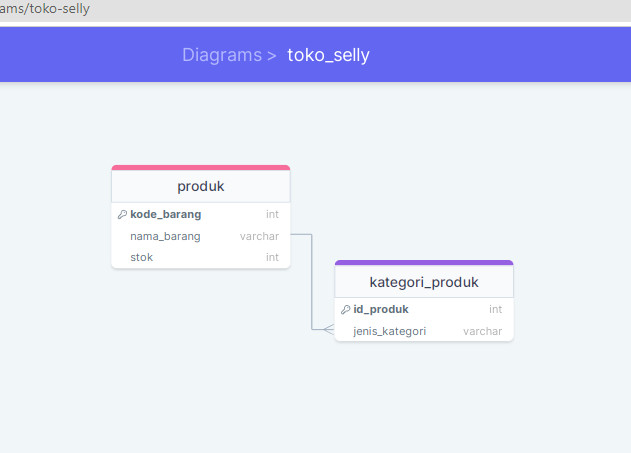 ams/toko-selly
Diagrams > toko_selly
produk
kode_barang int
nama_barang varchar
stok int
kategori_produk
id_produk int
jenis_kategori varchar